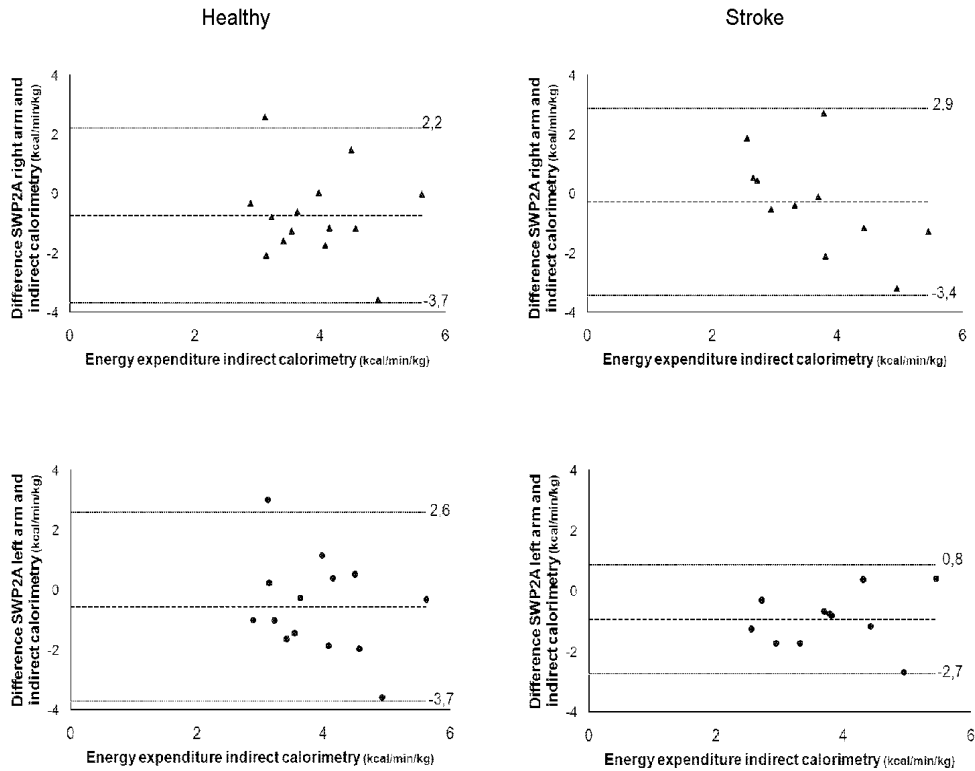 Healthy
Stroke
Difference SWP2A right arm and
indirect calorimetry (kcal/min/kg)
4
2
0
-2
-4
2,2
-3,7
0 2 4 6
Energy expenditure indirect calorimetry (kcal/min/kg)
Difference SWP2A right arm and
indirect calorimetry (kcal/min/kg)
4
2
0
-2
-4
2,9
-3,4
0 2 4 6
Energy expenditure indirect calorimetry (kcal/min/kg)
Difference SWP2A left arm and
indirect calorimetry (kcal/min/kg)
4
2
0
-2
-4
2,6
-3,7
0 2 4 6
Energy expenditure indirect calorimetry (kcal/min/kg)
Difference SWP2A left arm and
indirect calorimetry (kcal/min/kg)
4
2
0
-2
-4
0,8
-2,7
0 2 4 6
Energy expenditure indirect calorimetry (kcal/min/kg)